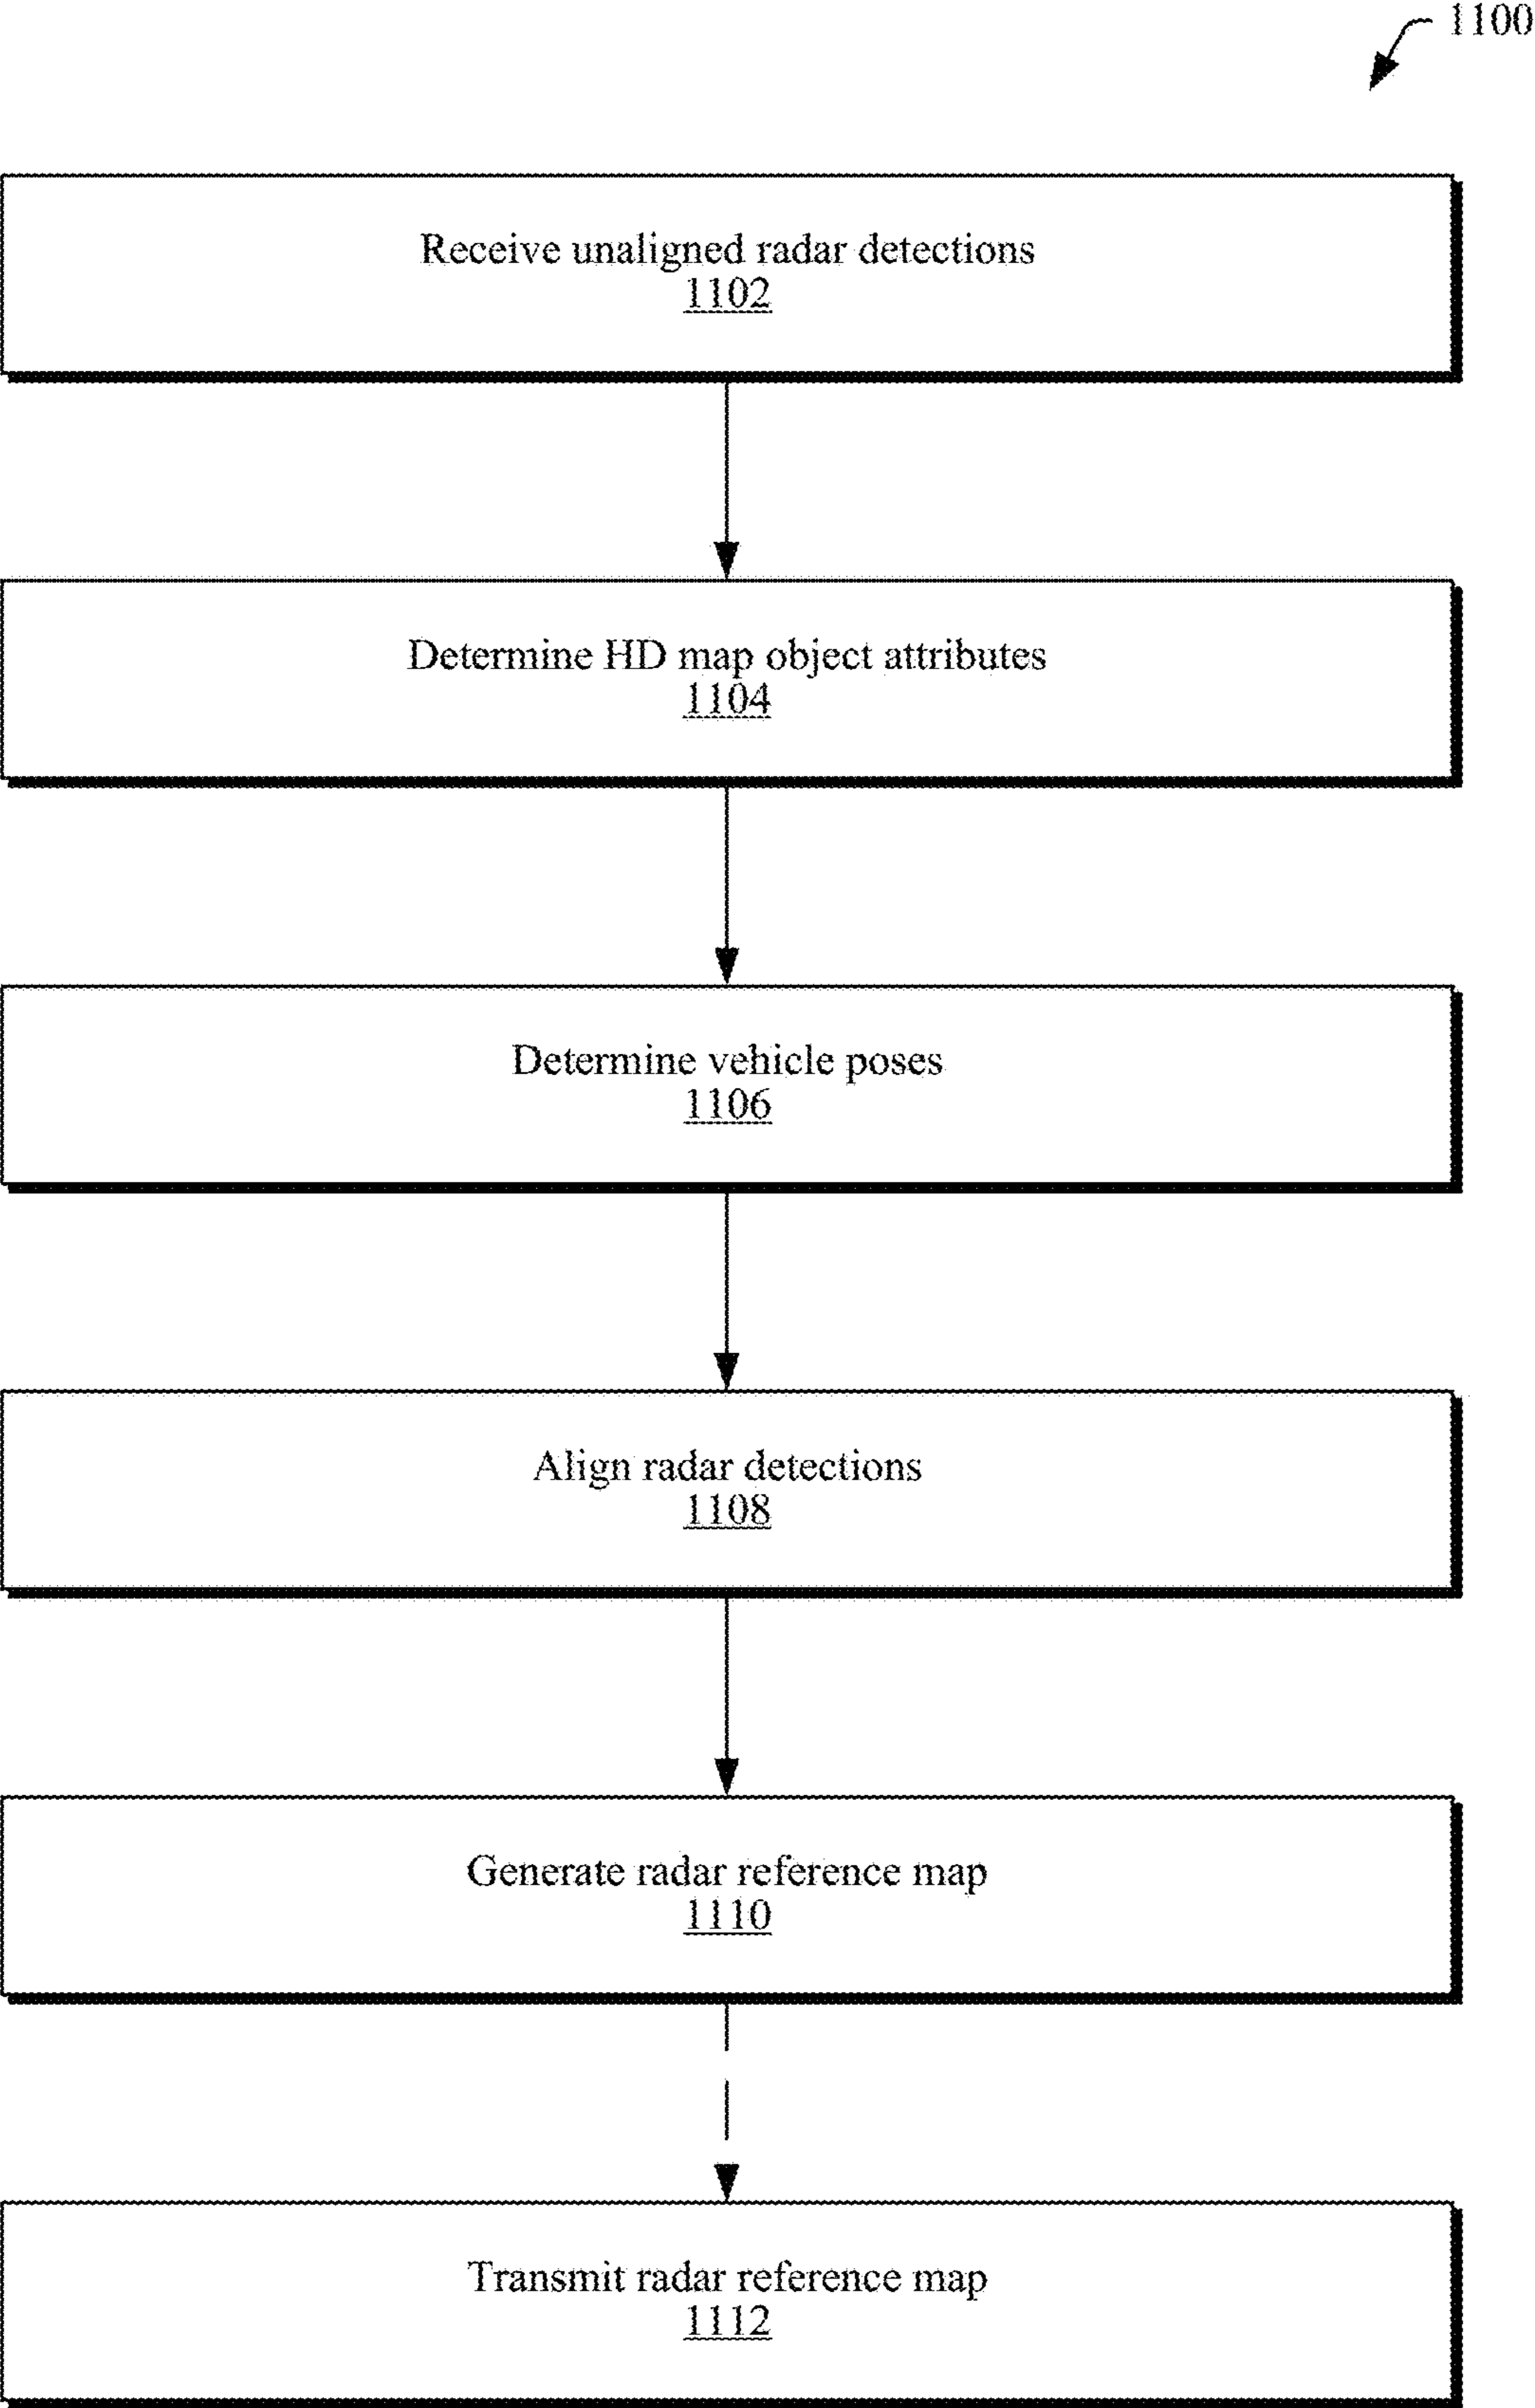 1100
Receive unaligned radar detections
1102
Determine HD map object attributes
1104
Determine vehicle poses
1106
Align radar detections
1108
Generate radar reference map
1110
Transmit radar reference map
1112